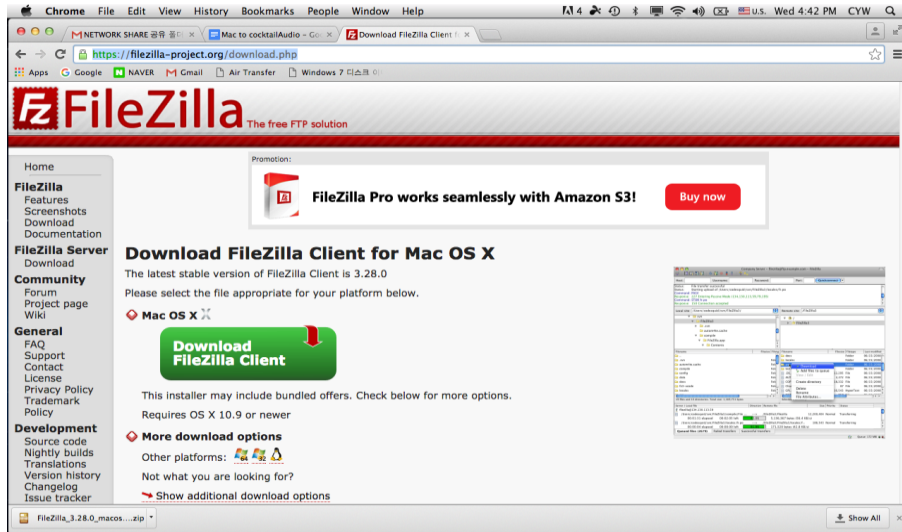 Chrome File Edit View History Bookmarks People Window Help
4 U.S. Wed 4:42 PM CYW
NETWORK SHARE 공유
Mac to cocktailAudio – Go
Download FileZilla Client f
https://filezilla-project.org/download.php
Apps Google NAVER Gmail Air Transfer Windows 7 디스크 이
FileZilla The free FTP solution
Promotion:
FileZilla Pro works seamlessly with Amazon S3! Buy now
Home
FileZilla
Features
Screenshots
Download
Documentation
FileZilla Server
Download
Community
Forum
Project page
Wiki
General
FAQ
Support
Contact
License
Privacy Policy
Trademark
Policy
Development
Source code
Nightly builds
Translations
Version history
Changelog
Issue tracker
Download FileZilla Client for Mac OS X
The latest stable version of FileZilla Client is 3.28.0
Please select the file appropriate for your platform below.
Mac OS X
Download
FileZilla Client
This installer may include bundled offers. Check below for more options.
Requires OS X 10.9 or newer
More download options
Other platforms: 64 32
Not what you are looking for?
Show additional download options
FileZilla_3.28.0_macos....zip
Show All